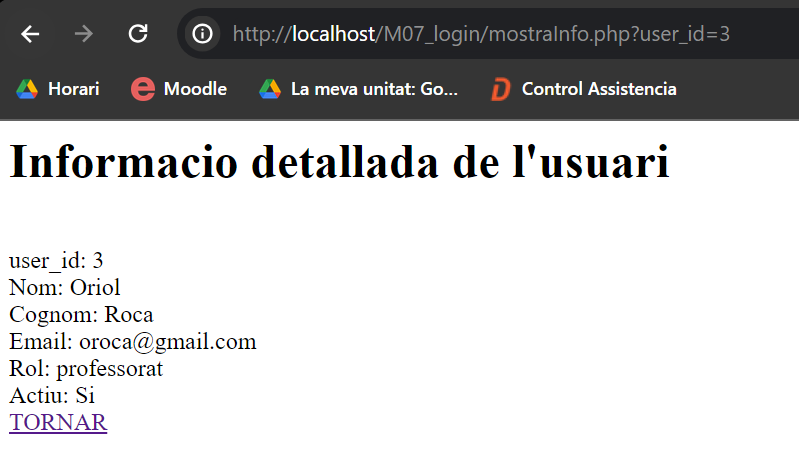 http://localhost/M07_login/mostraInfo.php?user_id=3
Horari Moodle La meva unitat: Go... Control Assistencia
Informacio detallada de l'usuari
user_id: 3
Nom: Oriol
Cognom: Roca
Email: oroca@gmail.com
Rol: professorat
Actiu: Si
TORNAR